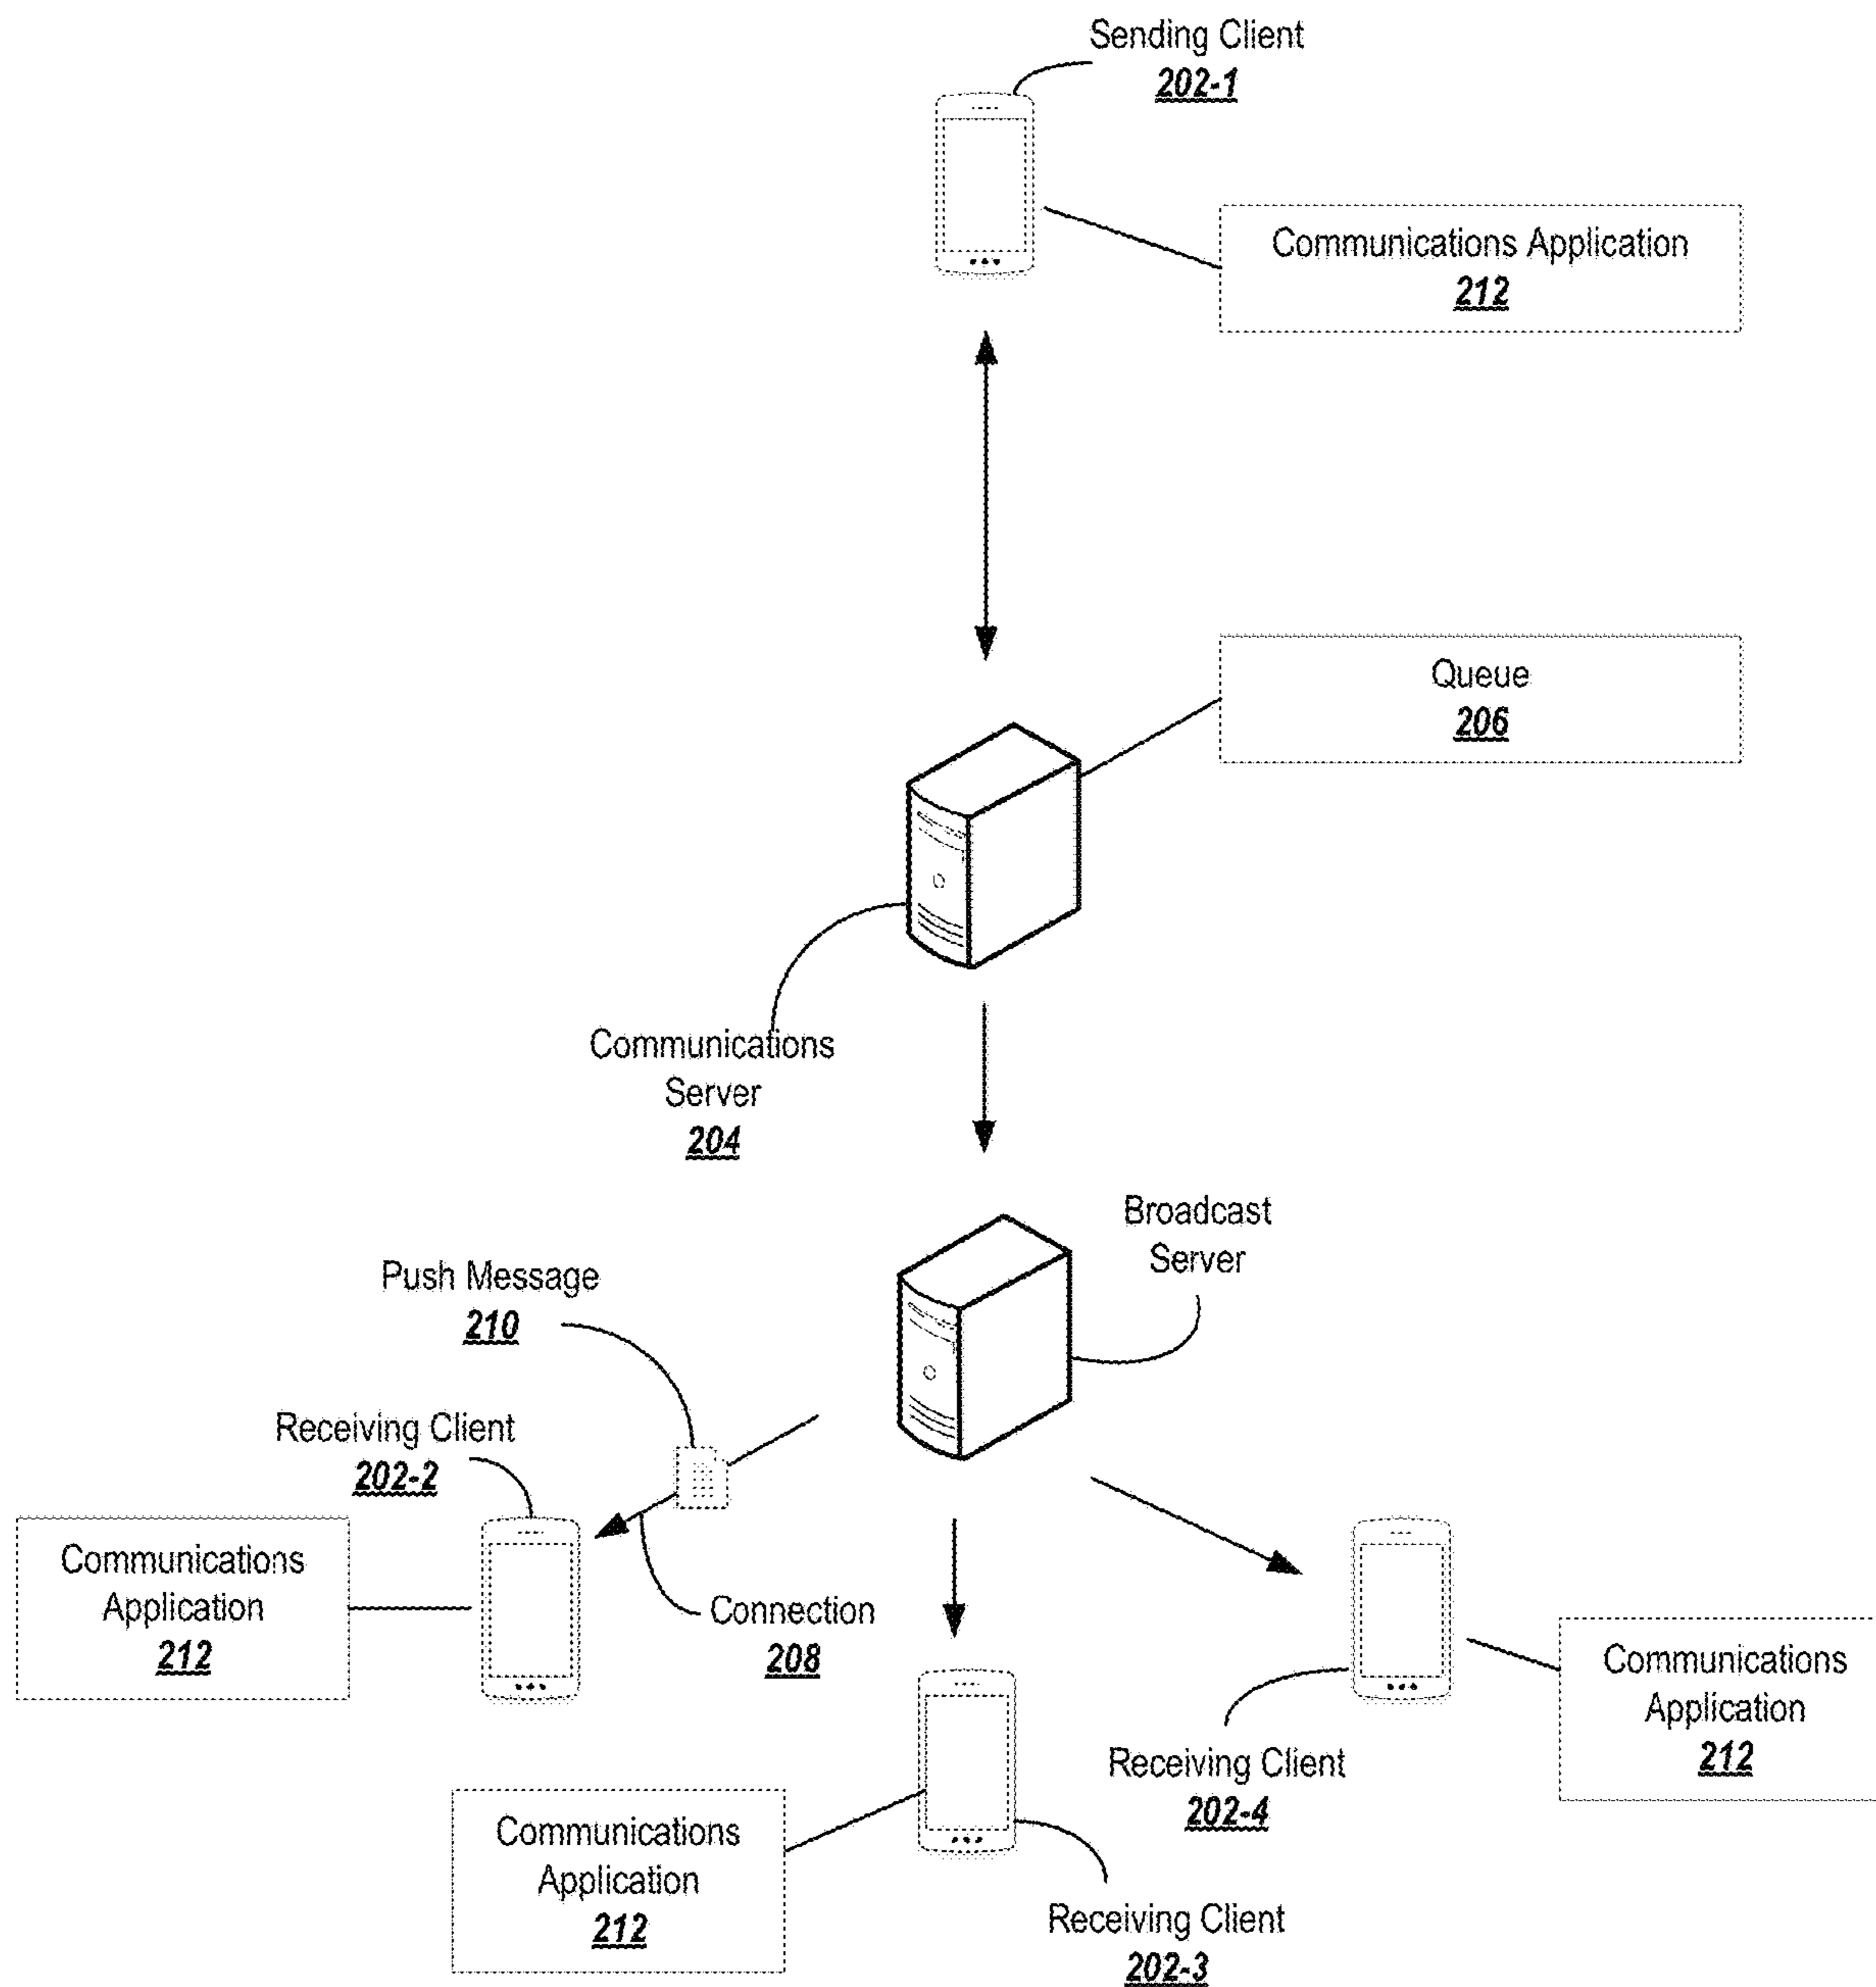 Sending Client
202-1
Communications Application
212
Queue
206
Communications
Server
204
Broadcast
Server
Push Message
210
Receiving Client
202-2
Communications
Application
212
Connection
208
Communications
Application
212
Receiving Client
202-4
Communications
Application
212
Receiving Client
202-3